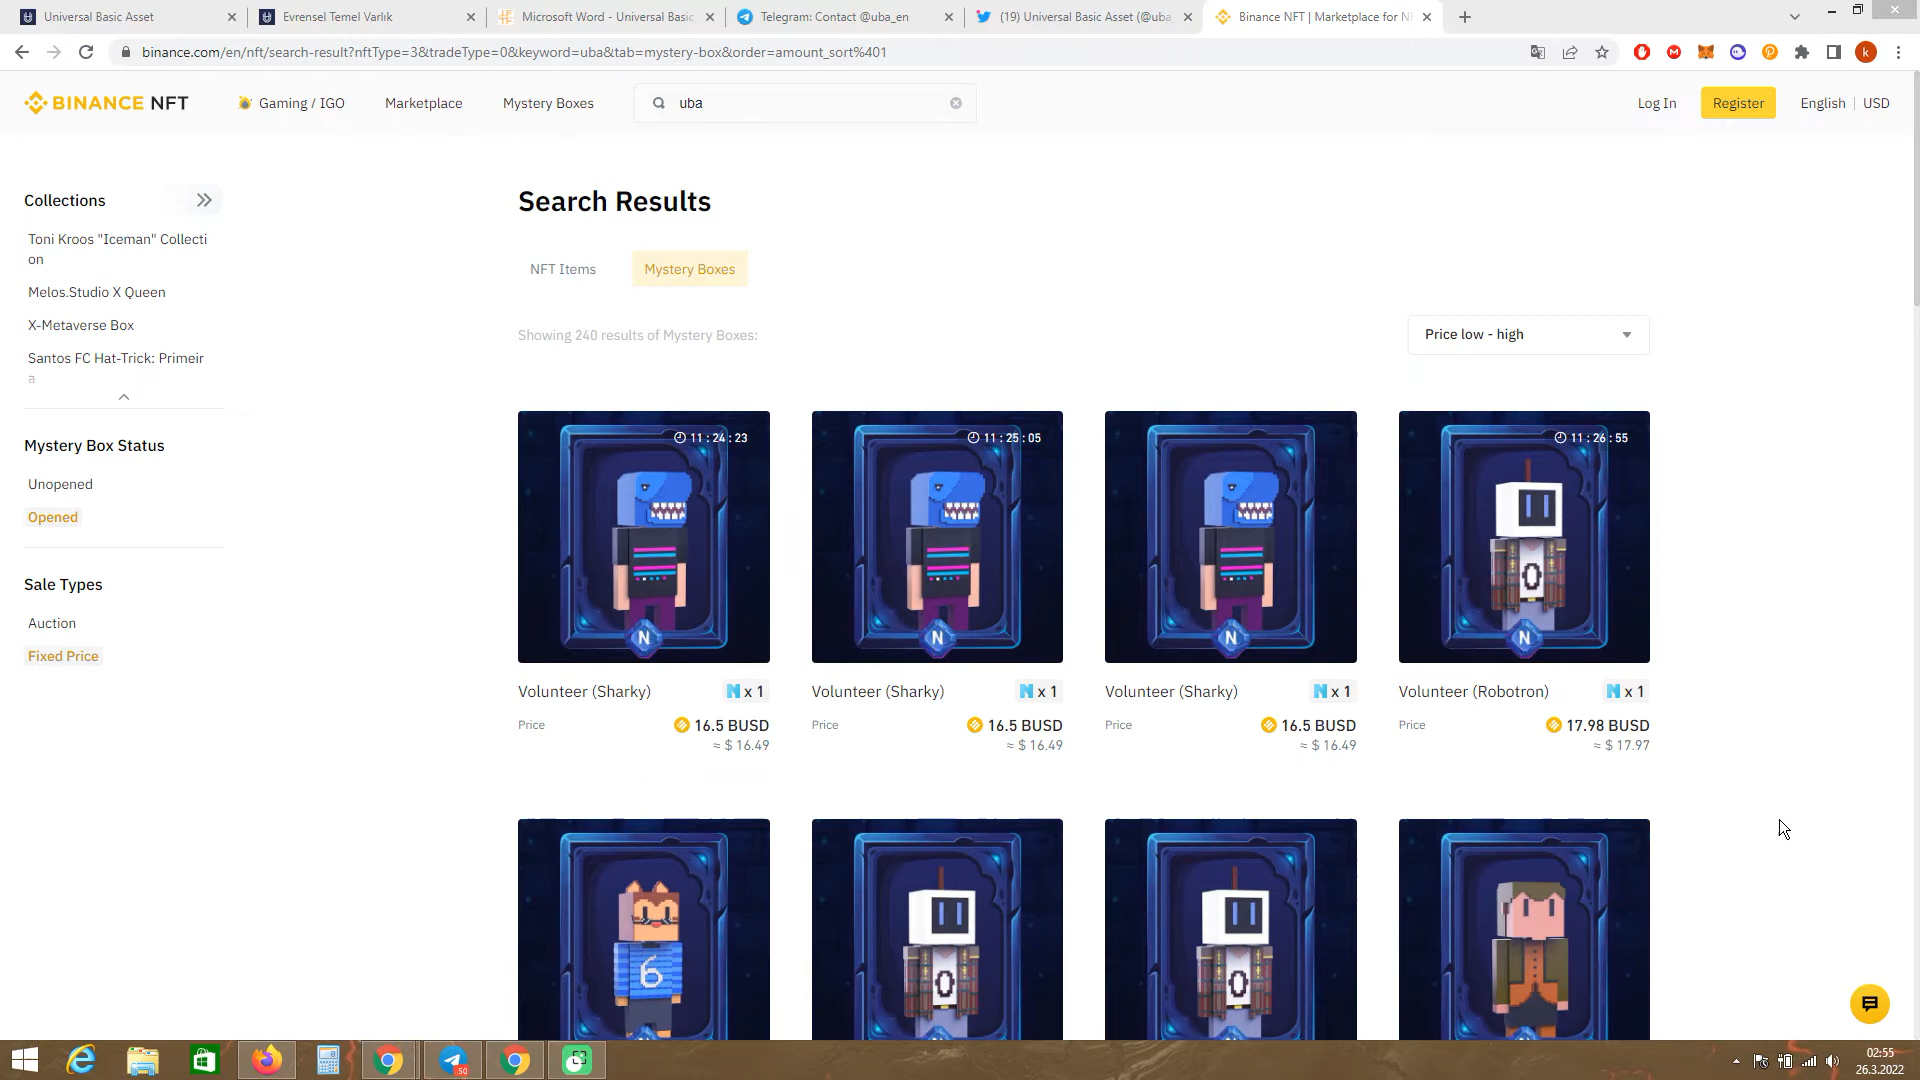 Universal Basic Asset
Evrensel Temel Varlık
Microsoft Word - Universal Basic
Telegram: Contact @uba_en
(19) Universal Basic Asset (@uba_
Binance NFT | Marketplace for NF
binance.com/en/nft/search-result?nftType=3&tradeType=0&keyword=uba&tab=mystery-box&order=amount_sort%401
k
BINANCE NFT
Gaming / IGO
Marketplace
Mystery Boxes
uba
Log In
Register
English
USD
Collections
Toni Kroos "Iceman" Collecti
on
Melos.Studio X Queen
X-Metaverse Box
Santos FC Hat-Trick: Primeir
a
Mystery Box Status
Unopened
Opened
Sale Types
Auction
Fixed Price
Search Results
NFT Items
Mystery Boxes
Showing 240 results of Mystery Boxes:
Price low - high
11 : 24 : 23
11 : 25 : 05
11 : 26 : 55
0
N
N
N
N
Volunteer (Sharky)
N x 1
Volunteer (Sharky)
N x 1
Volunteer (Sharky)
N x 1
Volunteer (Robotron)
N x 1
Price
16.5 BUSD
Price
16.5 BUSD
Price
16.5 BUSD
Price
17.98 BUSD
≈ $ 16.49
≈ $ 16.49
≈ $ 16.49
≈ $ 17.97
6
0
0
50
02:55
26.3.2022